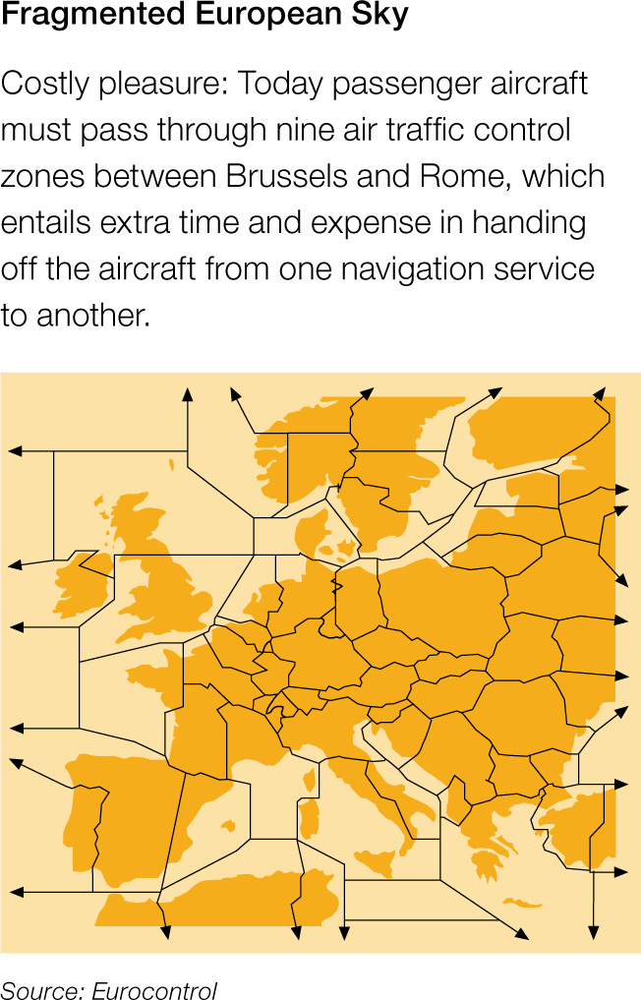 Fragmented European Sky
Costly pleasure: Today passenger aircraft
must pass through nine air traffic control
zones between Brussels and Rome, which
entails extra time and expense in handing
off the aircraft from one navigation service
to another.
Source: Eurocontrol